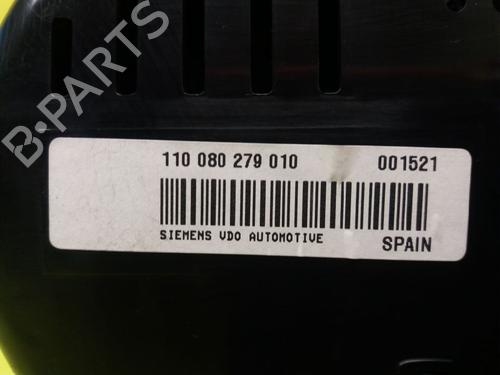 B-PARTS
110 080 279 010 001521
SIEMENS VDO AUTOMOTIVE SPAIN